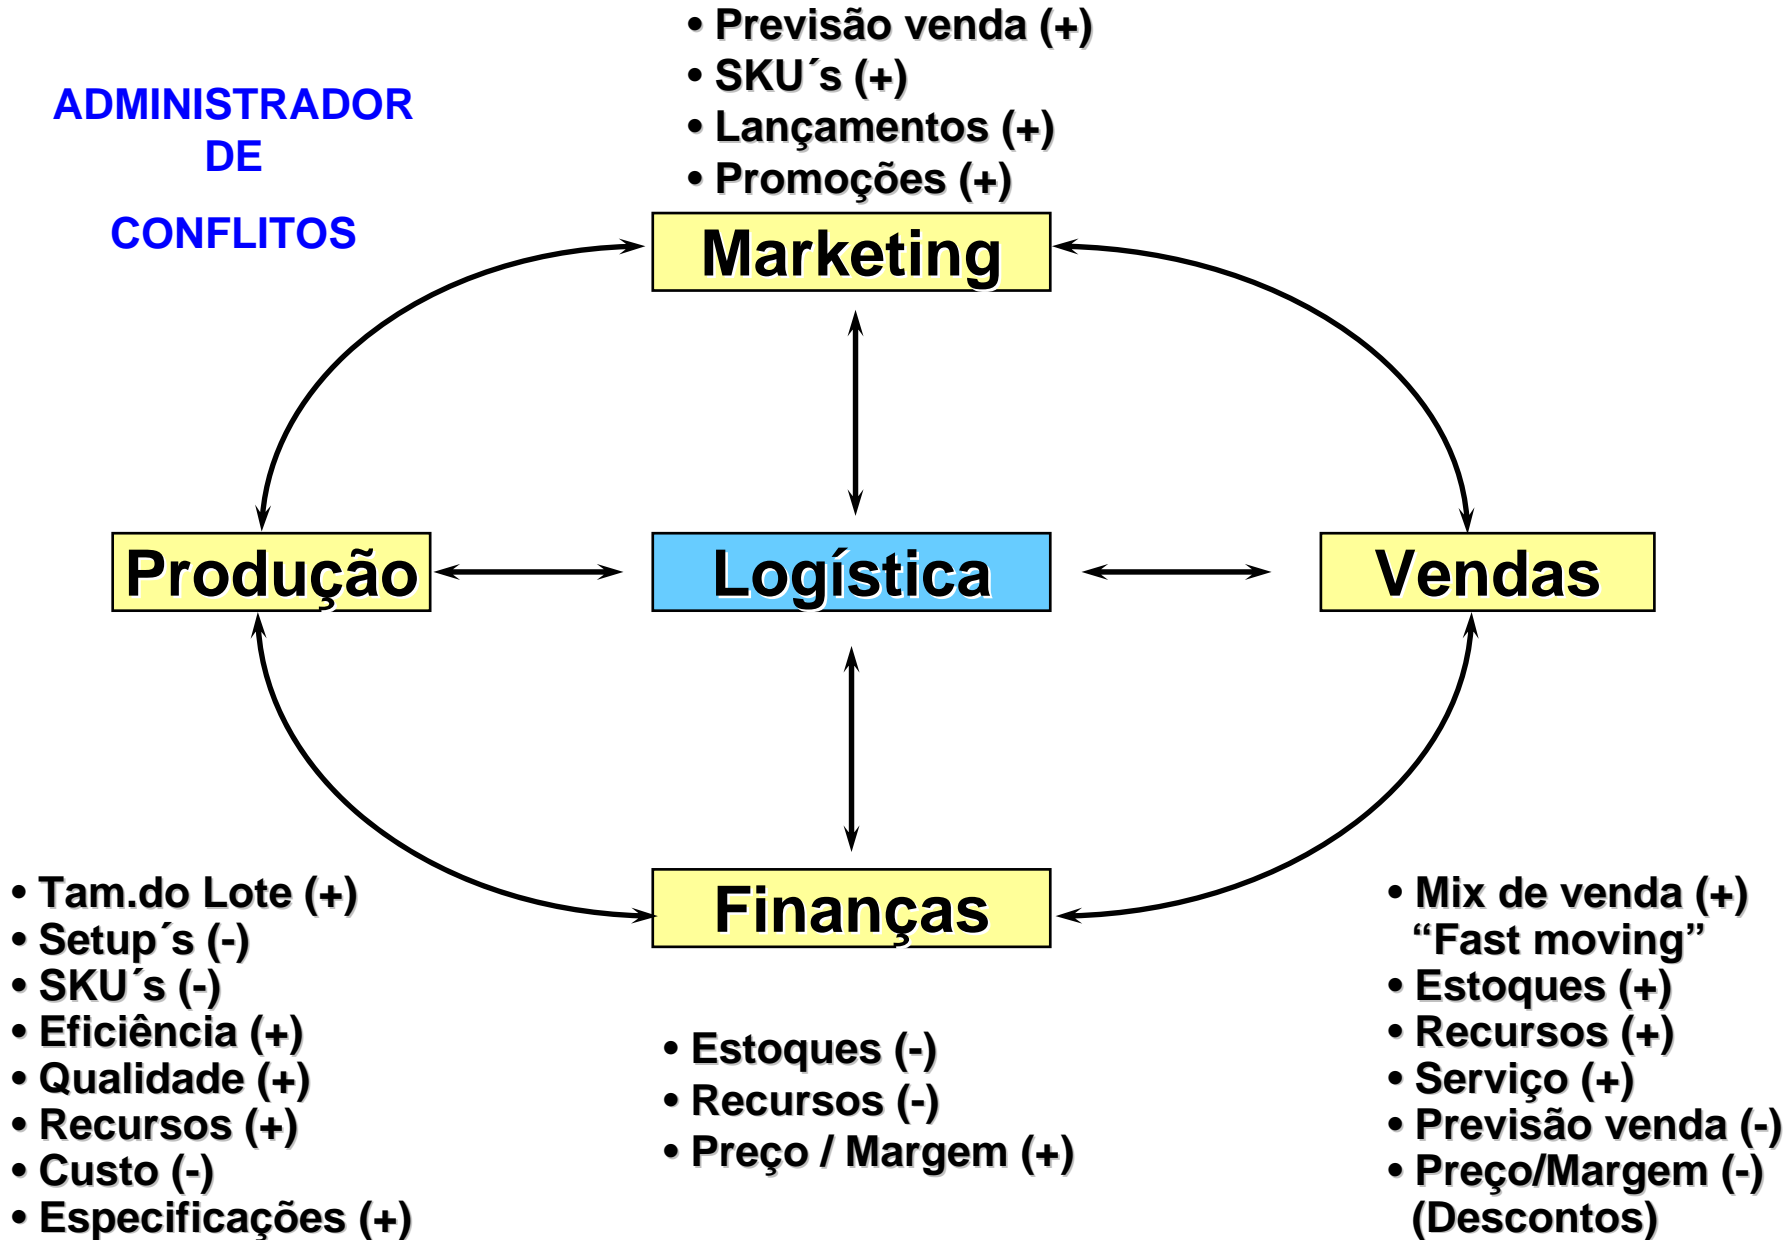 ADMINISTRADOR
DE
CONFLITOS
• Previsão venda (+)
• SKU´s (+)
• Lançamentos (+)
• Promoções (+)
Marketing
Produção
Logística
Vendas
Finanças
• Tam.do Lote (+)
• Setup´s (-)
• SKU´s (-)
• Eficiência (+)
• Qualidade (+)
• Recursos (+)
• Custo (-)
• Especificações (+)
• Estoques (-)
• Recursos (-)
• Preço / Margem (+)
• Mix de venda (+)
“Fast moving”
• Estoques (+)
• Recursos (+)
• Serviço (+)
• Previsão venda (-)
• Preço/Margem (-)
(Descontos)